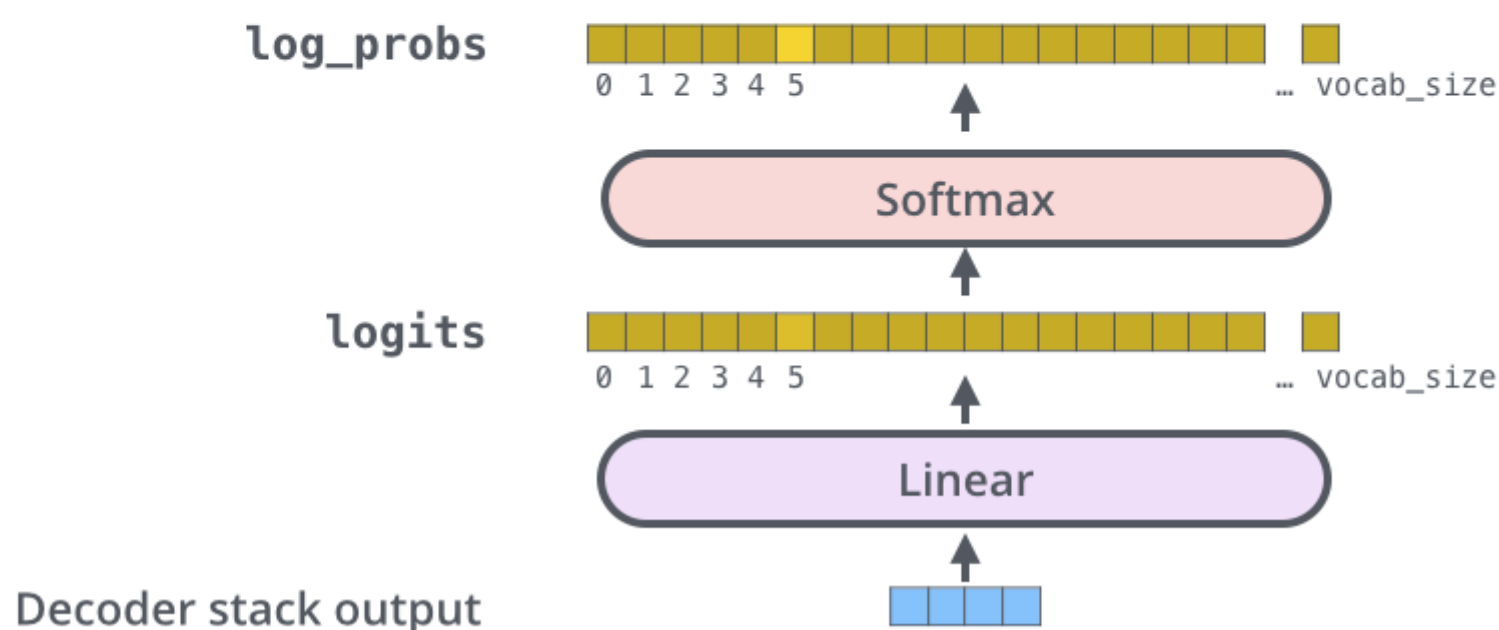 log_probs
0 1 2 3 4 5 … vocab_size
Softmax
logits
0 1 2 3 4 5 … vocab_size
Linear
Decoder stack output